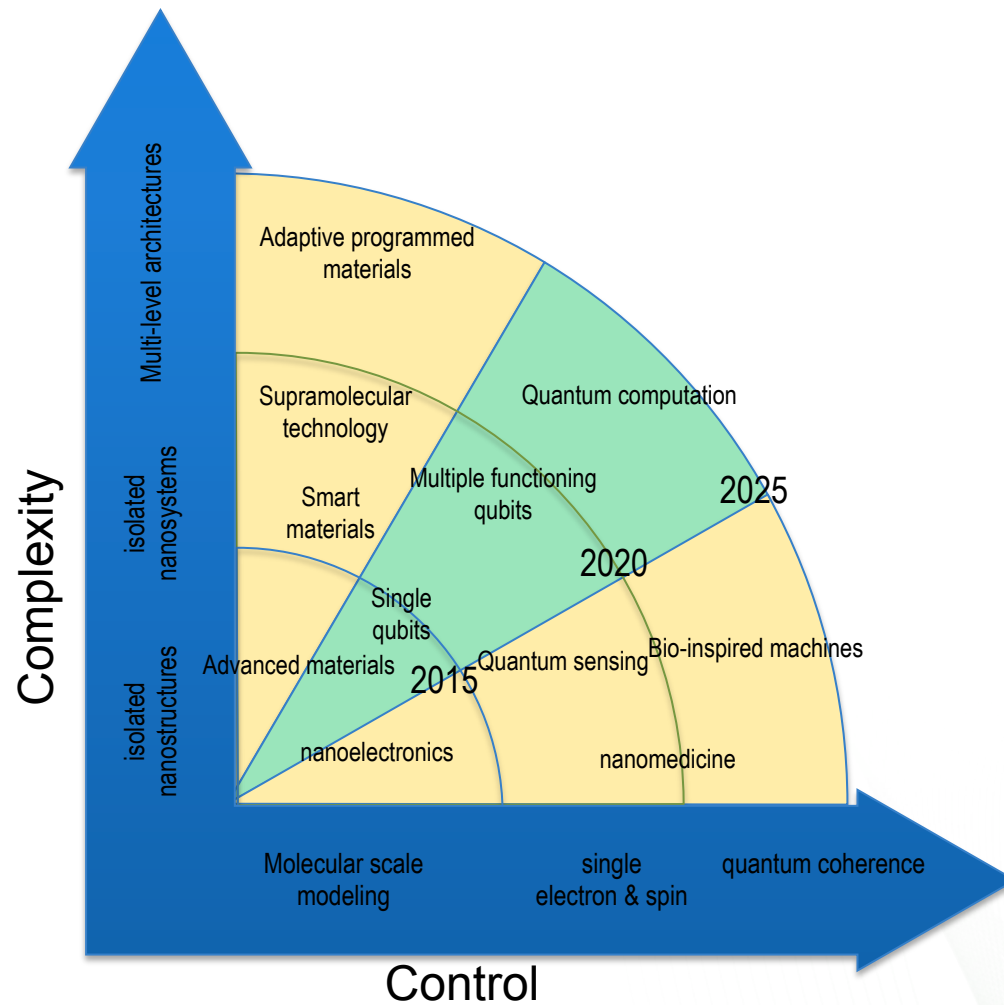 Complexity
Multi-level architectures
isolated
nanosystems
isolated
nanostructures
Adaptive programmed
materials
Supramolecular
technology
Smart
materials
Advanced materials
Quantum computation
Multiple functioning
qubits
Single
qubits
2025
2020
2015
Quantum sensing
Bio-inspired machines
nanoelectronics
nanomedicine
Molecular scale
modeling
single
electron & spin
quantum coherence
Control